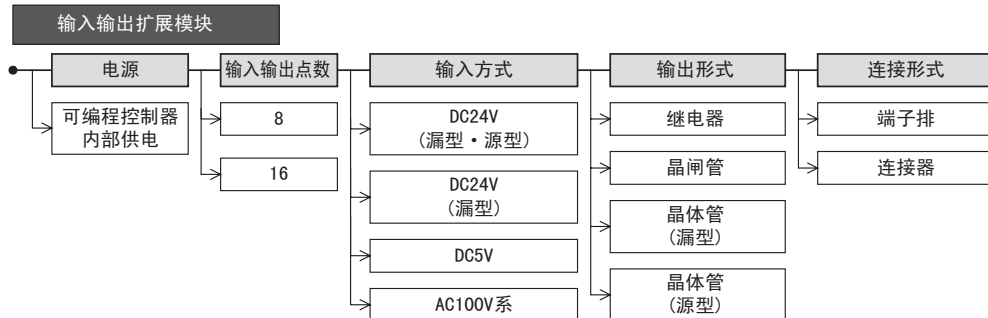 输入输出扩展模块
电源
输入输出点数
输入方式
输出形式
连接形式
可编程控制器
内部供电
8
16
DC24V
(漏型・源型)
DC24V
(漏型)
DC5V
AC100V系
继电器
晶闸管
晶体管
(漏型)
晶体管
(源型)
端子排
连接器